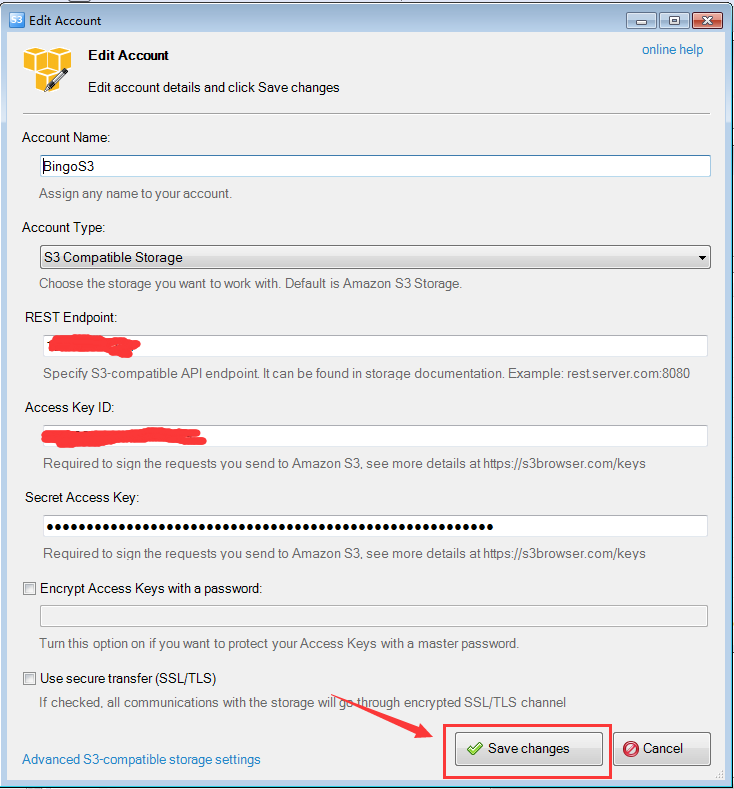 S3 Edit Account
Edit Account
online help
Edit account details and click Save changes
Account Name:
BingoS3
Assign any name to your account.
Account Type:
S3 Compatible Storage
Choose the storage you want to work with. Default is Amazon S3 Storage.
REST Endpoint:
Specify S3-compatible API endpoint. It can be found in storage documentation. Example: rest.server.com:8080
Access Key ID:
Required to sign the requests you send to Amazon S3, see more details at https://s3browser.com/keys
Secret Access Key:
●●●●●●●●●●●●●●●●●●●●●●●●●●●●●●●●●●●●●●●●●●●●●●●●●●●●●●●●
Required to sign the requests you send to Amazon S3, see more details at https://s3browser.com/keys
Encrypt Access Keys with a password:
Turn this option on if you want to protect your Access Keys with a master password.
Use secure transfer (SSL/TLS)
If checked, all communications with the storage will go through encrypted SSL/TLS channel
Advanced S3-compatible storage settings
Save changes
Cancel